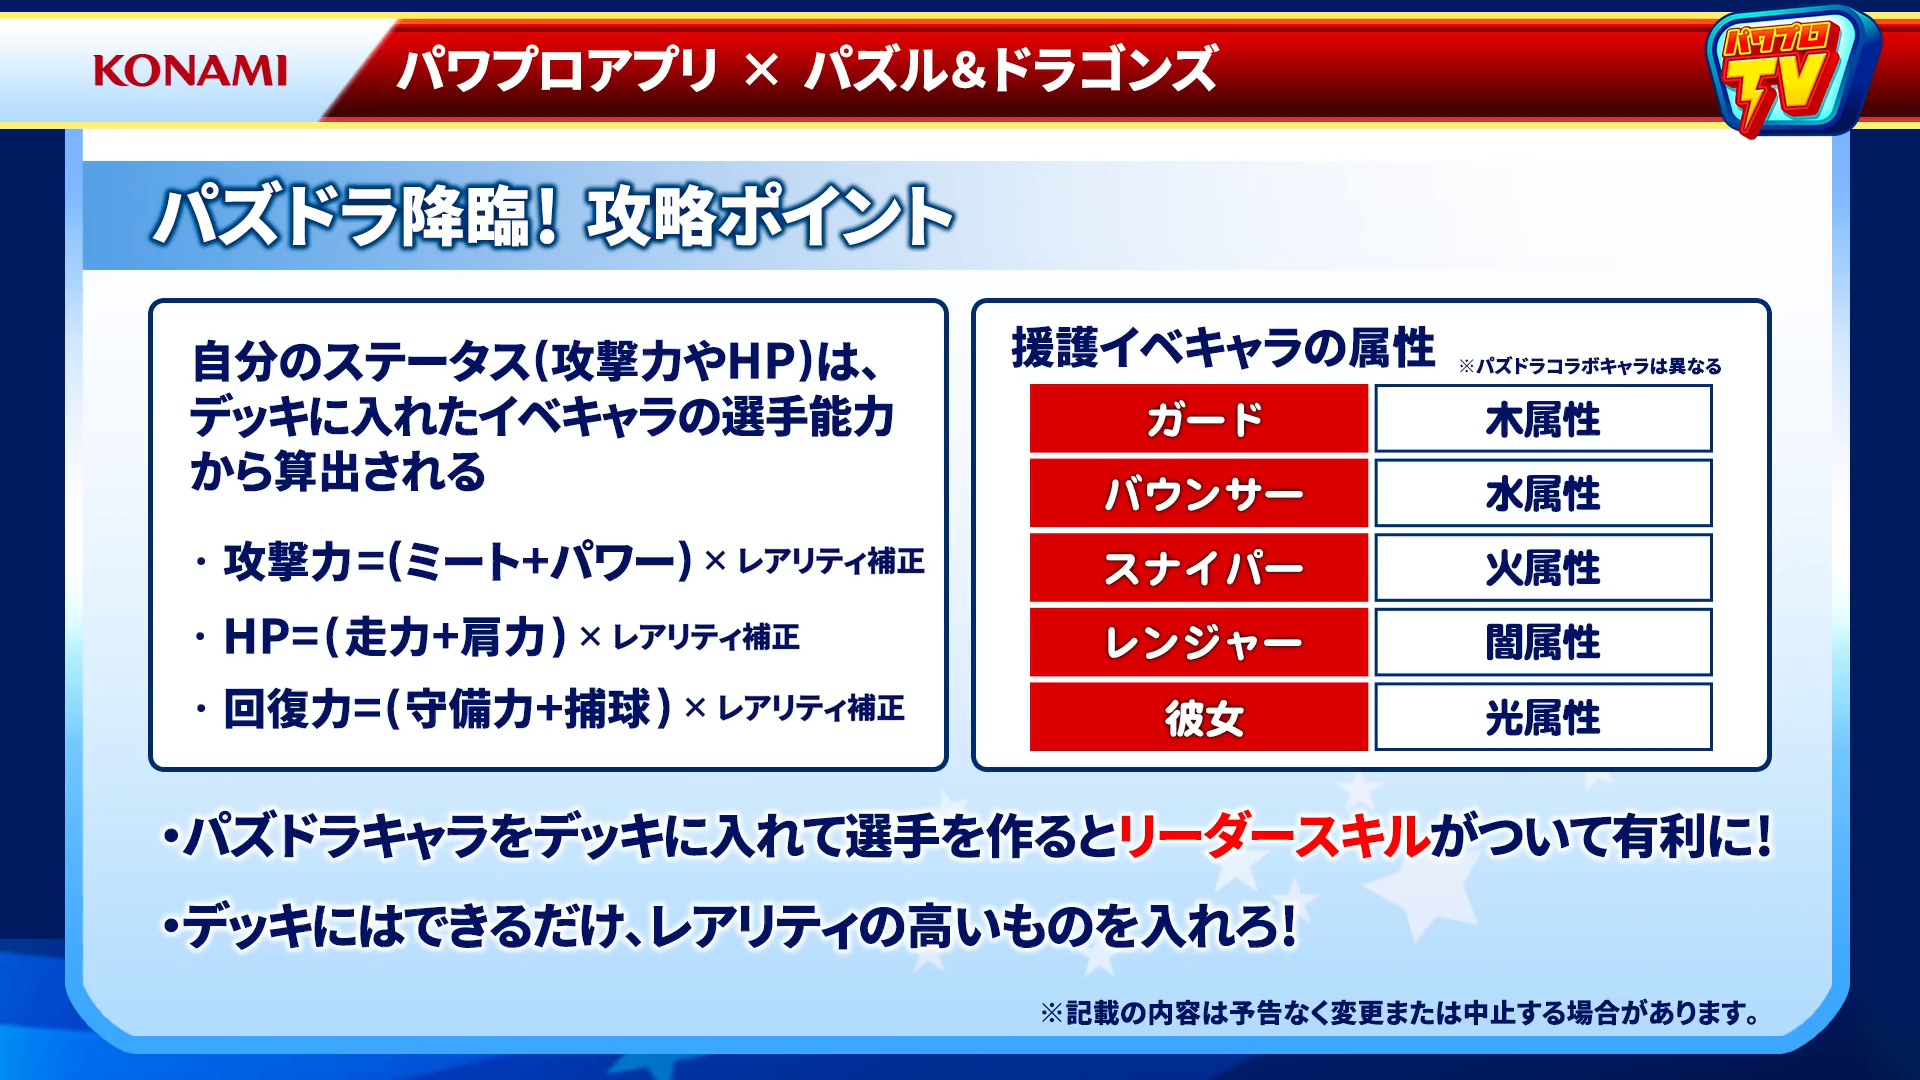 KONAMI
パワプロアプリ × パズル&ドラゴンズ
パワプロ
TV
パズドラ降臨! 攻略ポイント
自分のステータス(攻撃力やHP)は、
デッキに入れたイベキャラの選手能力
から算出される
・ 攻撃力=(ミート+パワー) × レアリティ補正
・ HP=(走力+肩力) × レアリティ補正
・ 回復力=(守備力+捕球) × レアリティ補正
援護イベキャラの属性 ※パズドラコラボキャラは異なる
ガード 木属性
バウンサー 水属性
スナイパー 火属性
レンジャー 闇属性
彼女 光属性
・パズドラキャラをデッキに入れて選手を作るとリーダースキルがついて有利に!
・デッキにはできるだけ、レアリティの高いものを入れろ!
※記載の内容は予告なく変更または中止する場合があります。